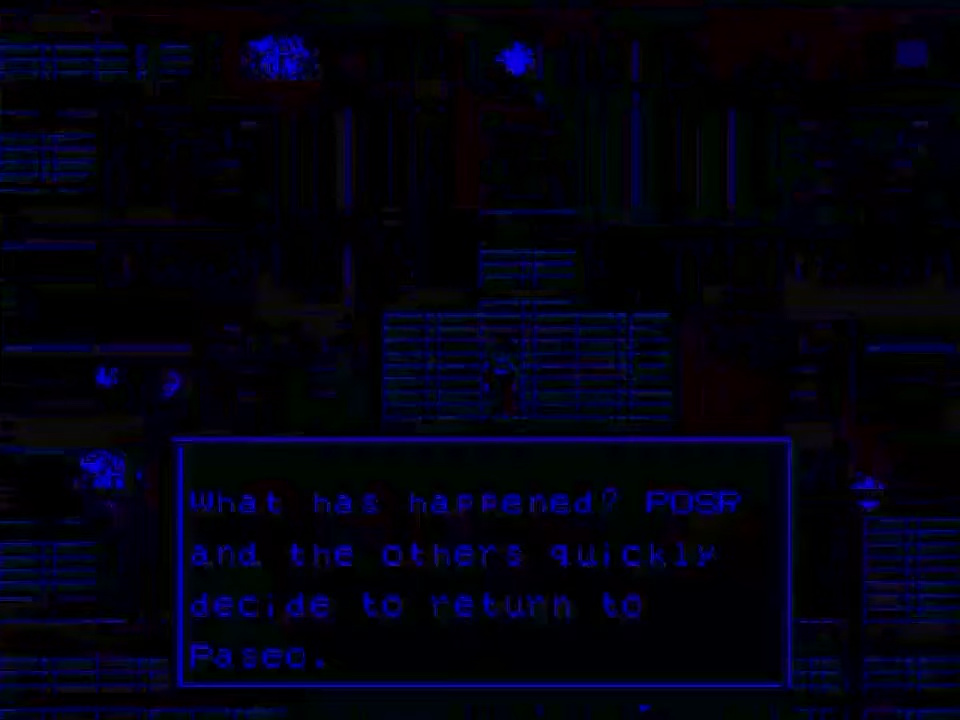 What has happened? POSR
and the others quickly
decide to return to
Paseo.